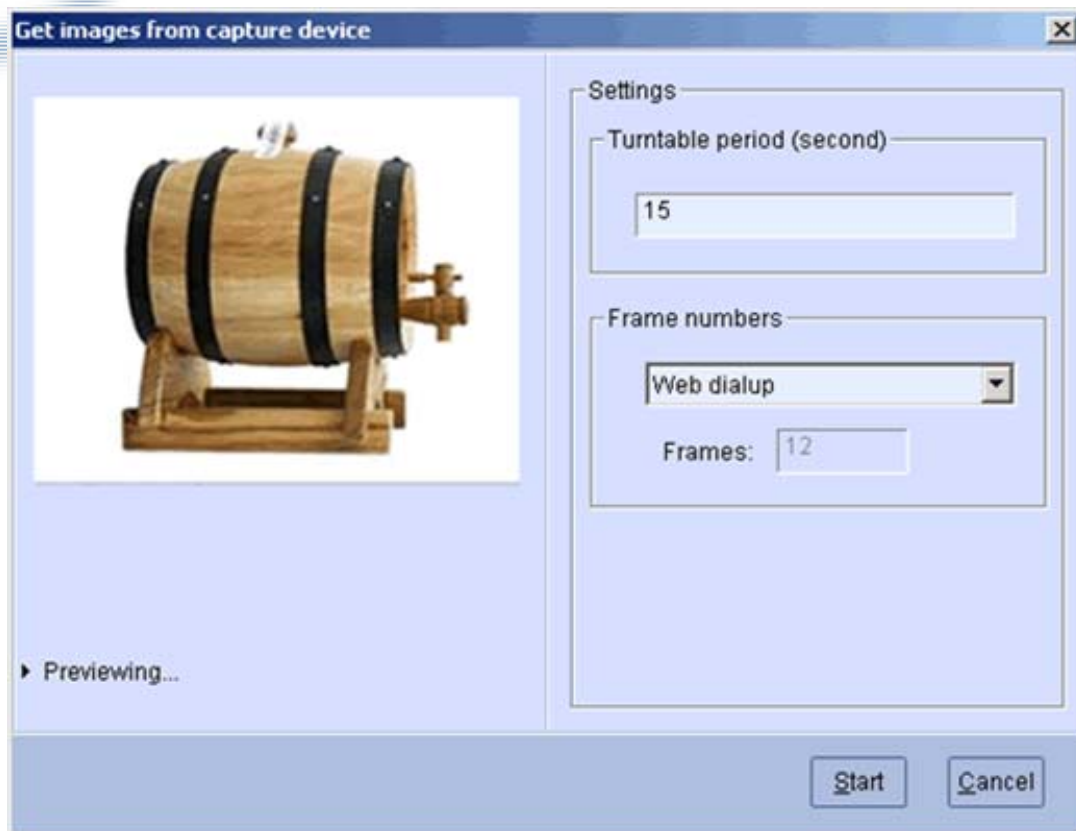 Get images from capture device
Settings
Turntable period (second)
15
Frame numbers
Web dialup
Frames: 12
Previewing...
Start
Cancel